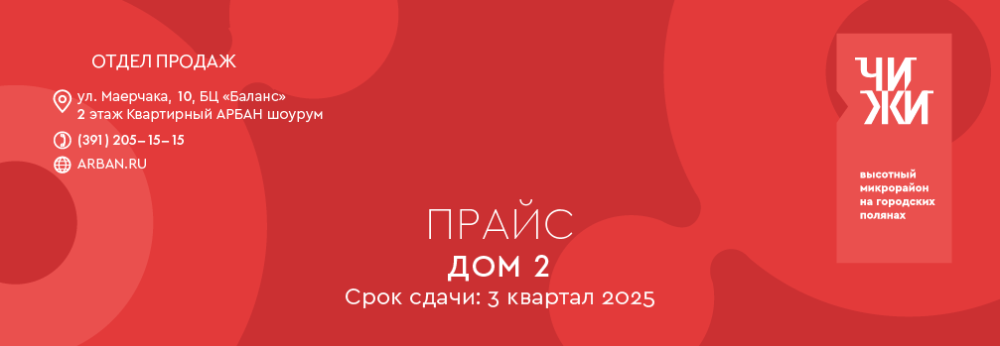 ОТДЕЛ ПРОДАЖ
ул. Маерчака, 10, БЦ «Баланс»
2 этаж Квартирный АРБАН шоурум
(391) 205-15-15
ARBAN.RU
ЧИ
ЖИ
высотный
микрорайон
на городских
полянах
ПРАЙС
ДОМ 2
Срок сдачи: 3 квартал 2025